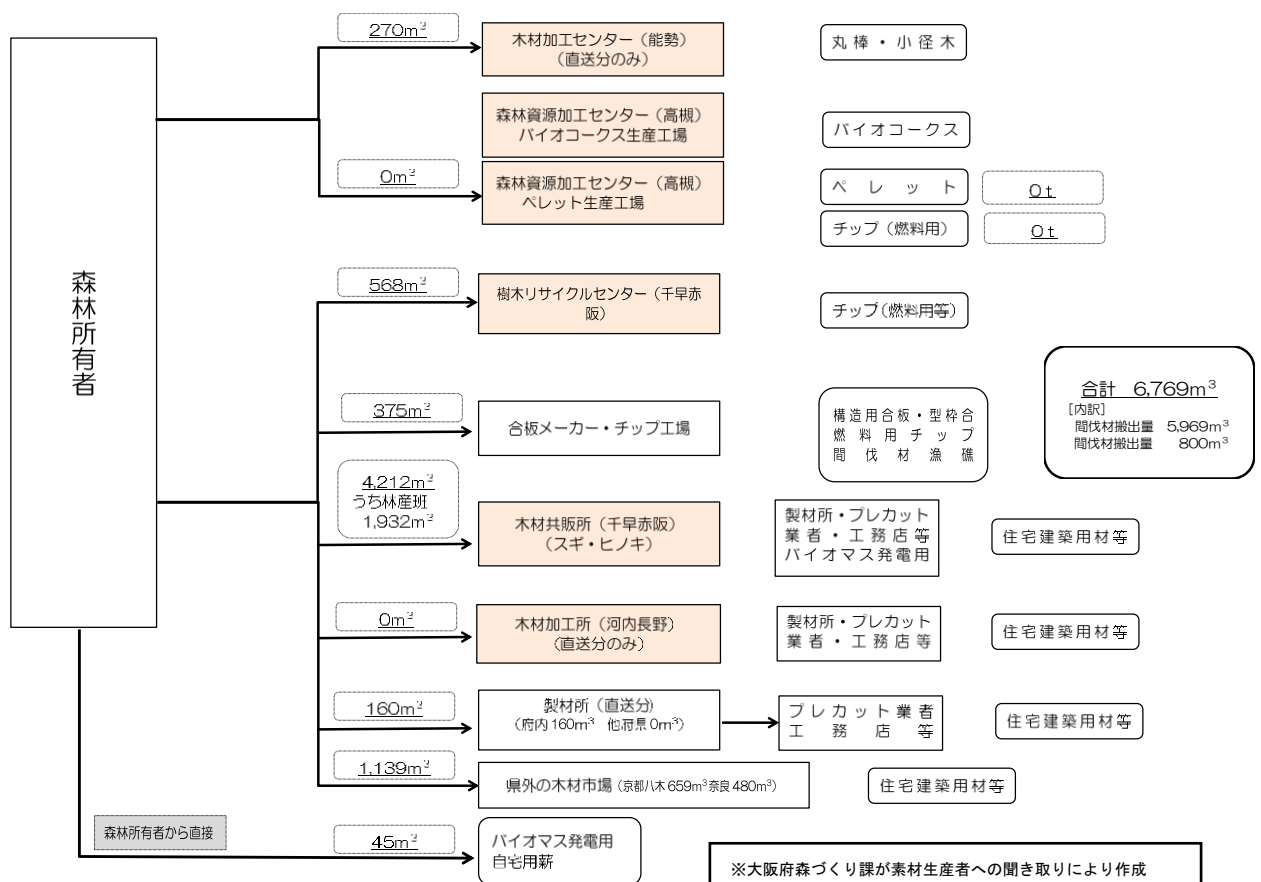 森林所有者
270m³
木材加工センター（能勢）
（直送分のみ）
丸棒・小径木
森林資源加工センター（高槻）
バイオコークス生産工場
バイオコークス
0m³
森林資源加工センター（高槻）
ペレット生産工場
ペレット
0t
チップ（燃料用）
0t
568m³
樹木リサイクルセンター（千早赤
阪）
チップ（燃料用等）
合計 6,769m³
［内訳］
間伐材搬出量 5,969m³
間伐材搬出量 800m³
375m³
合板メーカー・チップ工場
構造用合板・型枠合
燃料用チップ
間伐材漁礁
4,212m³
うち林産班
1,932m³
木材共販所（千早赤阪）
（スギ・ヒノキ）
製材所・プレカット
業者・工務店等
バイオマス発電用
住宅建築用材等
0m³
木材加工所（河内長野）
（直送分のみ）
製材所・プレカット
業者・工務店等
住宅建築用材等
160m³
製材所（直送分）
（府内160m³ 他府県0m³）
プレカット業者
工務店等
住宅建築用材等
1,139m³
県外の木材市場（京都八木659m³奈良480m³）
住宅建築用材等
森林所有者から直接
45m³
バイオマス発電用
自宅用薪
※大阪府森づくり課が素材生産者への聞き取りにより作成